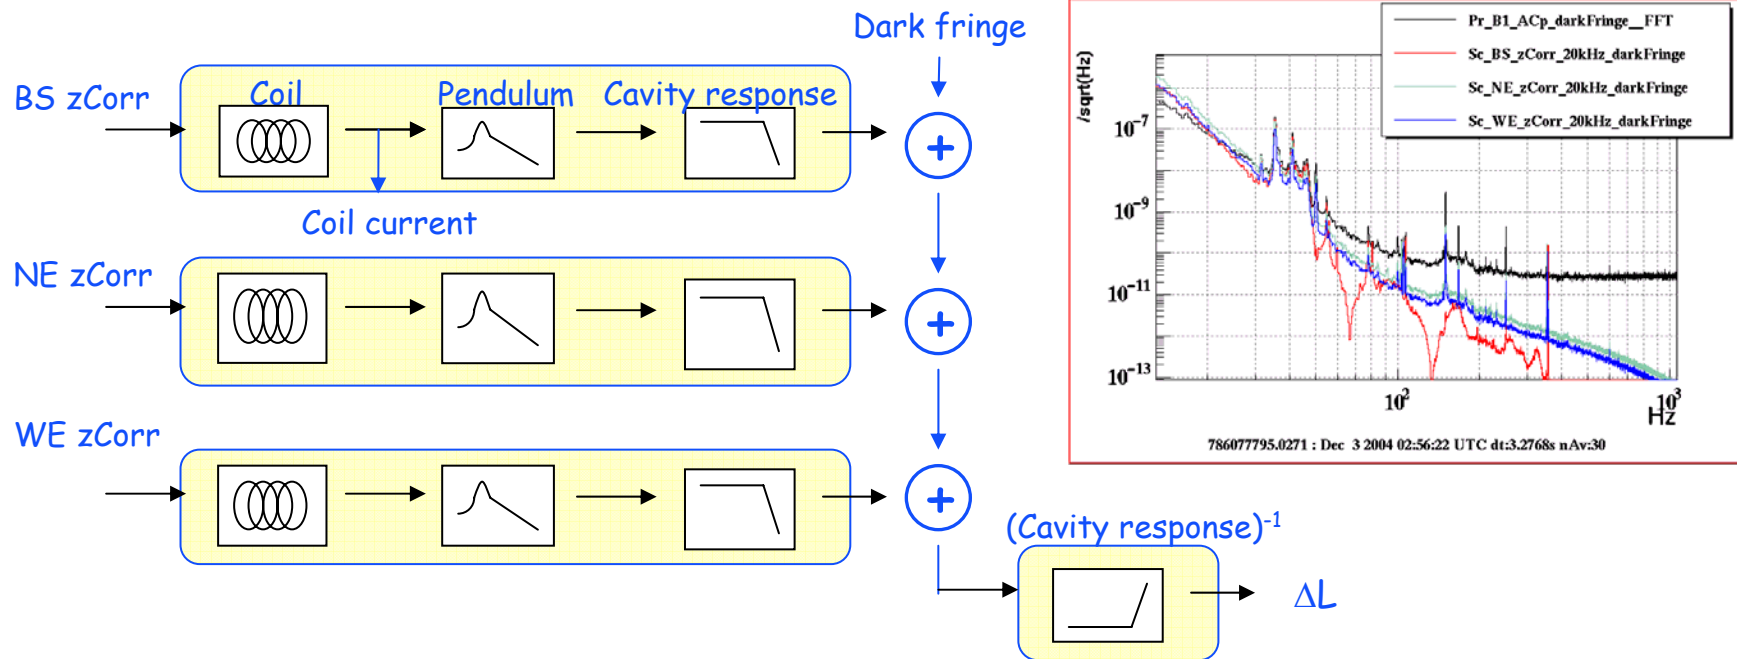 Dark fringe
BS zCorr
Coil
Pendulum
Cavity response
+
Coil current
NE zCorr
+
WE zCorr
+
(Cavity response)-1
ΔL
Pr_B1_ACp_darkFringe__FFT
Sc_BS_zCorr_20kHz_darkFringe
Sc_NE_zCorr_20kHz_darkFringe
Sc_WE_zCorr_20kHz_darkFringe
/sqrt(Hz)
10-7
10-9
10-11
10-13
102
103
Hz
786077795.0271 : Dec 3 2004 02:56:22 UTC dt:3.2768s nAv:30